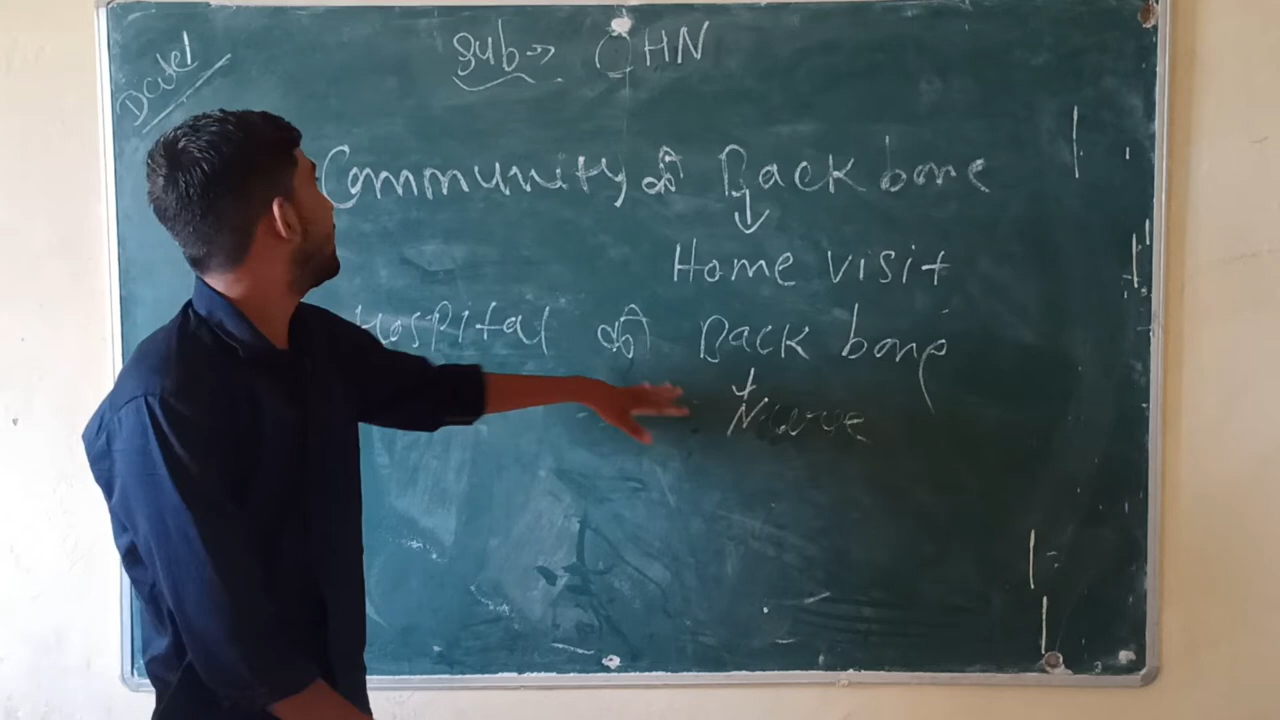 Date
Sub → CHN
Community की Back bone
↓
Home visit
Hospital की Back bone
↓
Nurse